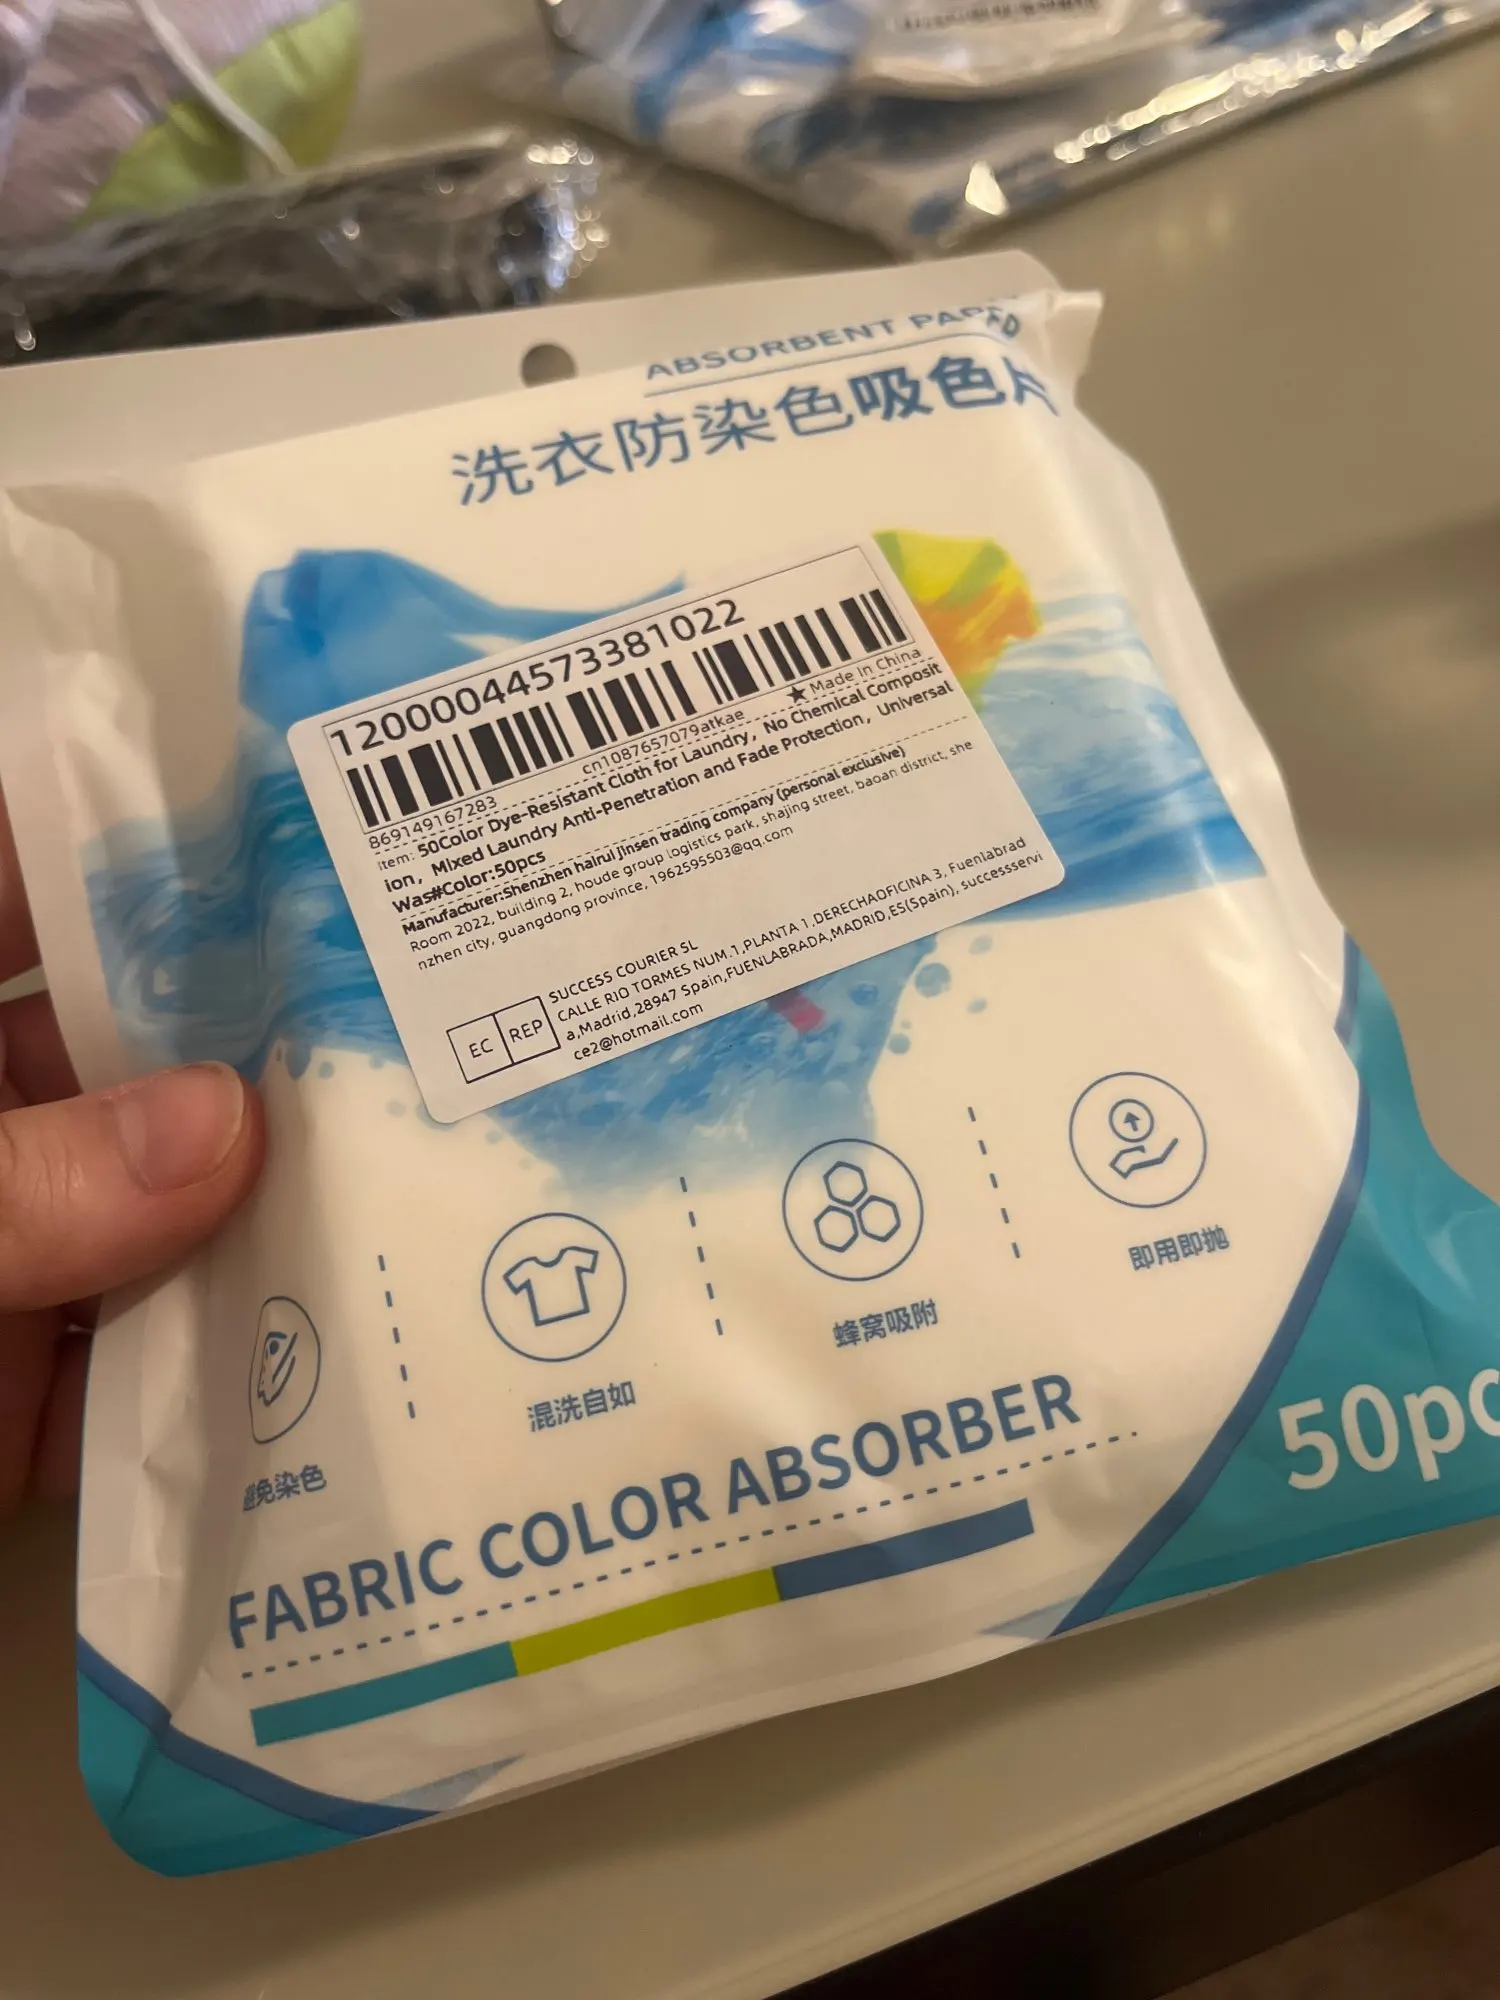 ABSORBENT
洗衣防染色吸色片
1200004457381022
cn1087657079atkae
★ Made In China
869149167283
Item: 50Color Dye-Resistant Cloth for Laundry, No Chemical Composit
ion, Mixed Laundry Anti-Penetration and Fade Protection, Universal
Was#Color:50pcs
Manufacturer:Shenzhen hairui jinsen trading company (personal exclusive)
Room 2022, building 2, houde group logistics park, shajing street, baoan district, she
nzhen city, guangdong province, 1962595503@qq.com
EC REP
SUCCESS COURIER SL
CALLE RIO TORMES NUM.1,PLANTA 1,DERECHAOFICINA 3, Fuenlabrad
a,Madrid,28947 Spain,FUENLABRADA,MADRID,ES(Spain), successservi
ce2@hotmail.com
避免染色
混洗自如
蜂窝吸附
即用即抛
FABRIC COLOR ABSORBER
50pc